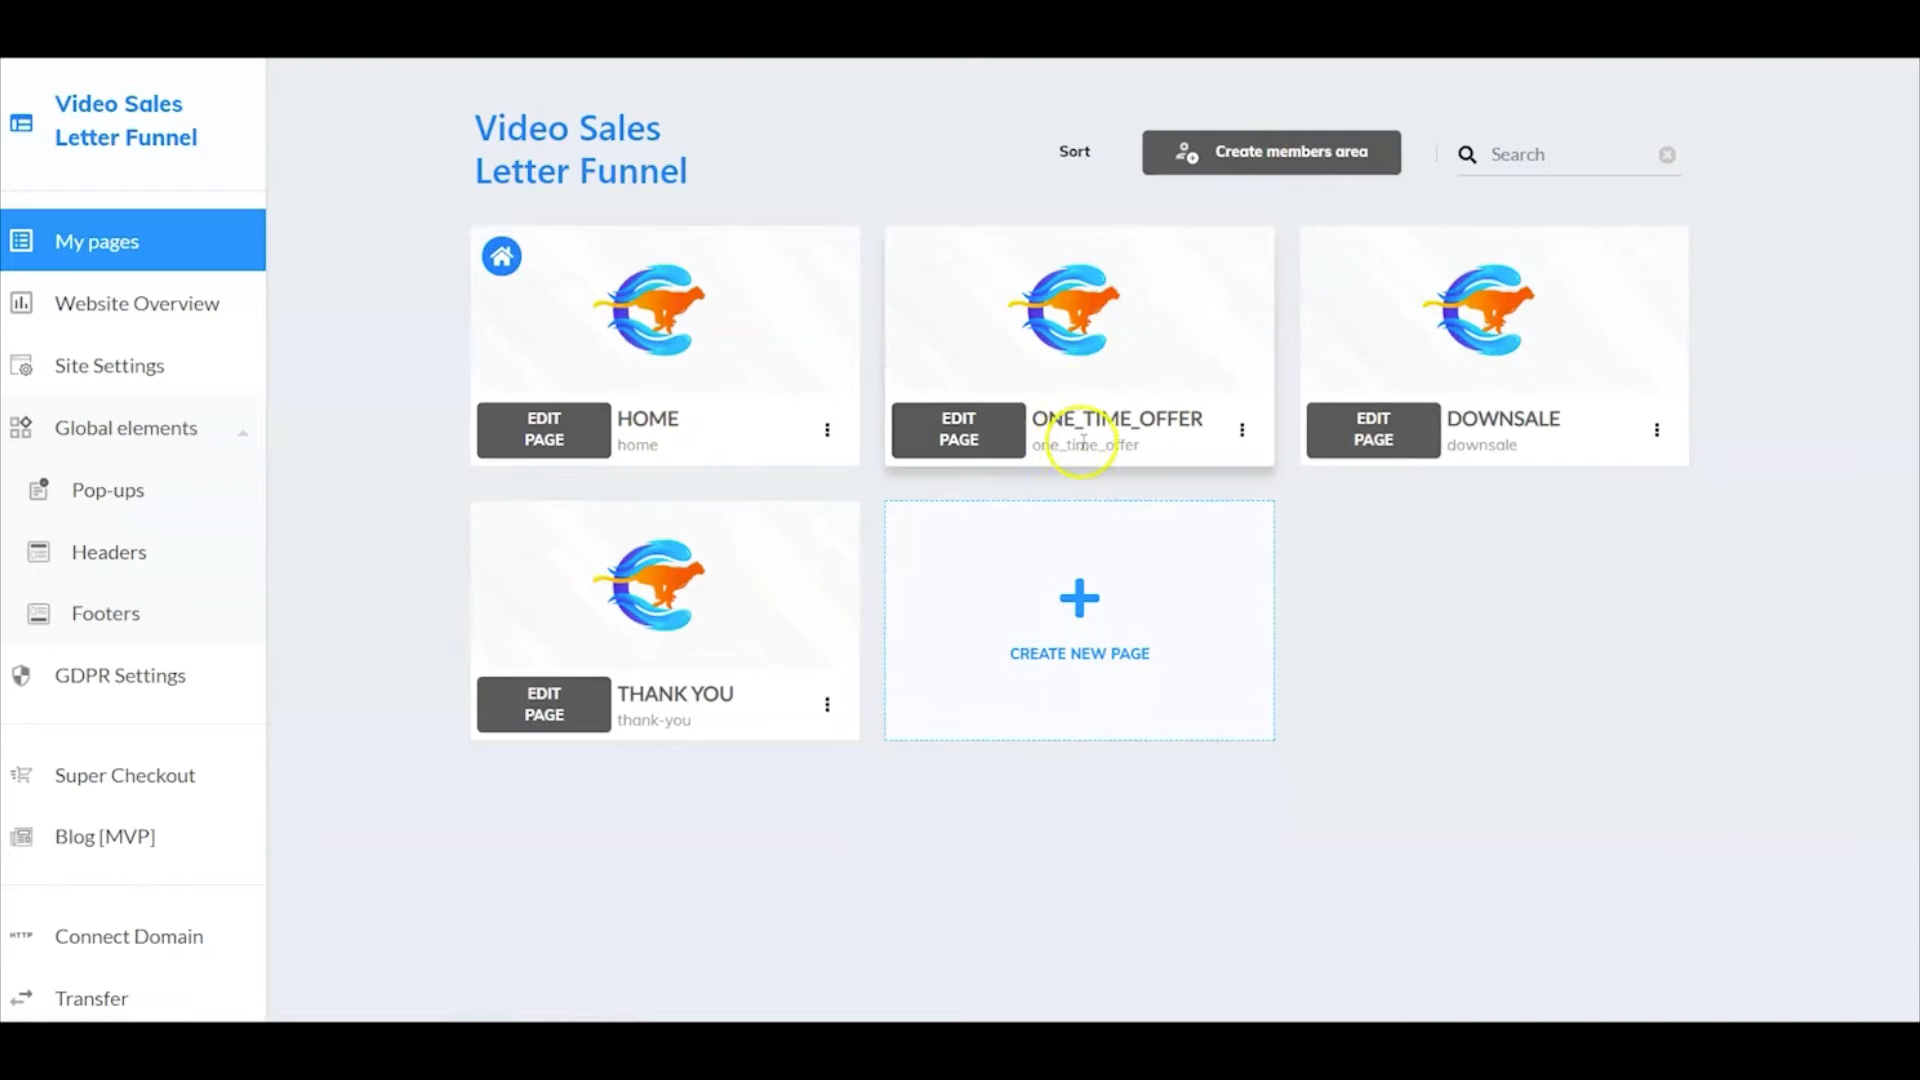 Video Sales
Letter Funnel
My pages
Website Overview
Site Settings
Global elements
Pop-ups
Headers
Footers
GDPR Settings
Super Checkout
Blog [MVP]
HTTP
Connect Domain
Transfer
Video Sales
Letter Funnel
Sort
Create members area
Search
EDIT
PAGE
HOME
home
EDIT
PAGE
ONE_TIME_OFFER
one_time_offer
EDIT
PAGE
DOWNSALE
downsale
EDIT
PAGE
THANK YOU
thank-you
CREATE NEW PAGE